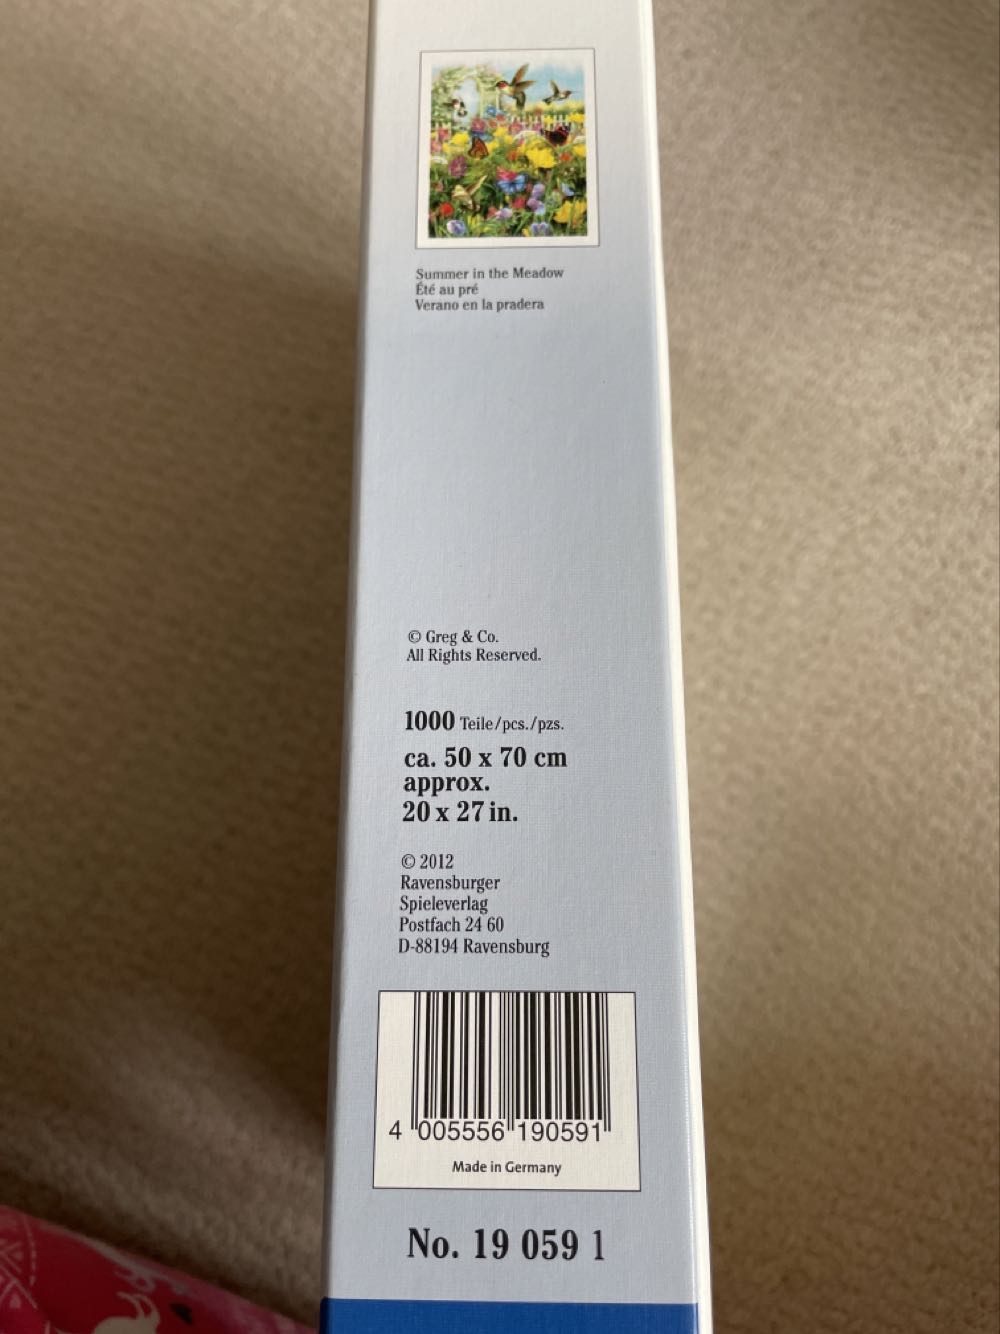 Summer in the Meadow
Été au pré
Verano en la pradera
© Greg & Co.
All Rights Reserved.
1000 Teile/pcs./pzs.
ca. 50 x 70 cm
approx.
20 x 27 in.
© 2012
Ravensburger
Spieleverlag
Postfach 24 60
D-88194 Ravensburg
4 005556 190591
Made in Germany
No. 19 059 1